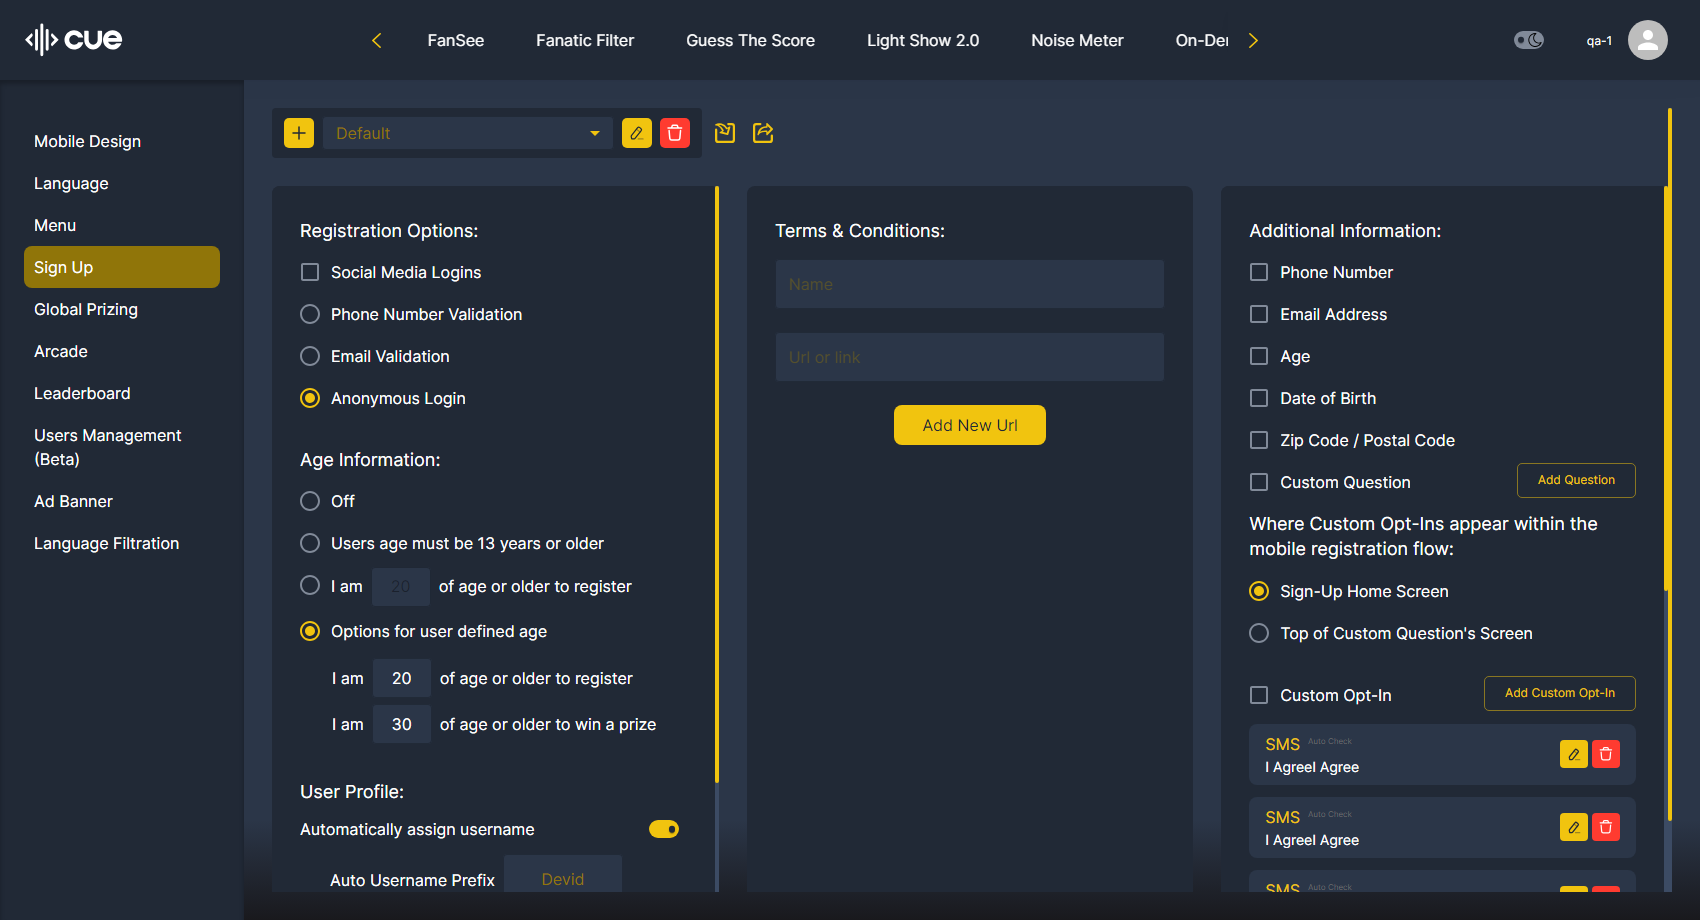 cue
FanSee
Fanatic Filter
Guess The Score
Light Show 2.0
Noise Meter
On-Der
qa-1
Mobile Design
Language
Menu
Sign Up
Global Prizing
Arcade
Leaderboard
Users Management
(Beta)
Ad Banner
Language Filtration
Default
Registration Options:
Social Media Logins
Phone Number Validation
Email Validation
Anonymous Login
Age Information:
Off
Users age must be 13 years or older
I am 20 of age or older to register
Options for user defined age
I am 20 of age or older to register
I am 30 of age or older to win a prize
User Profile:
Automatically assign username
Auto Username Prefix Devid
Terms & Conditions:
Name
Url or link
Add New Url
Additional Information:
Phone Number
Email Address
Age
Date of Birth
Zip Code / Postal Code
Custom Question
Add Question
Where Custom Opt-Ins appear within the
mobile registration flow:
Sign-Up Home Screen
Top of Custom Question's Screen
Custom Opt-In
Add Custom Opt-In
SMS Auto Check
I AgreeI Agree
SMS Auto Check
I AgreeI Agree
SMS Auto Check